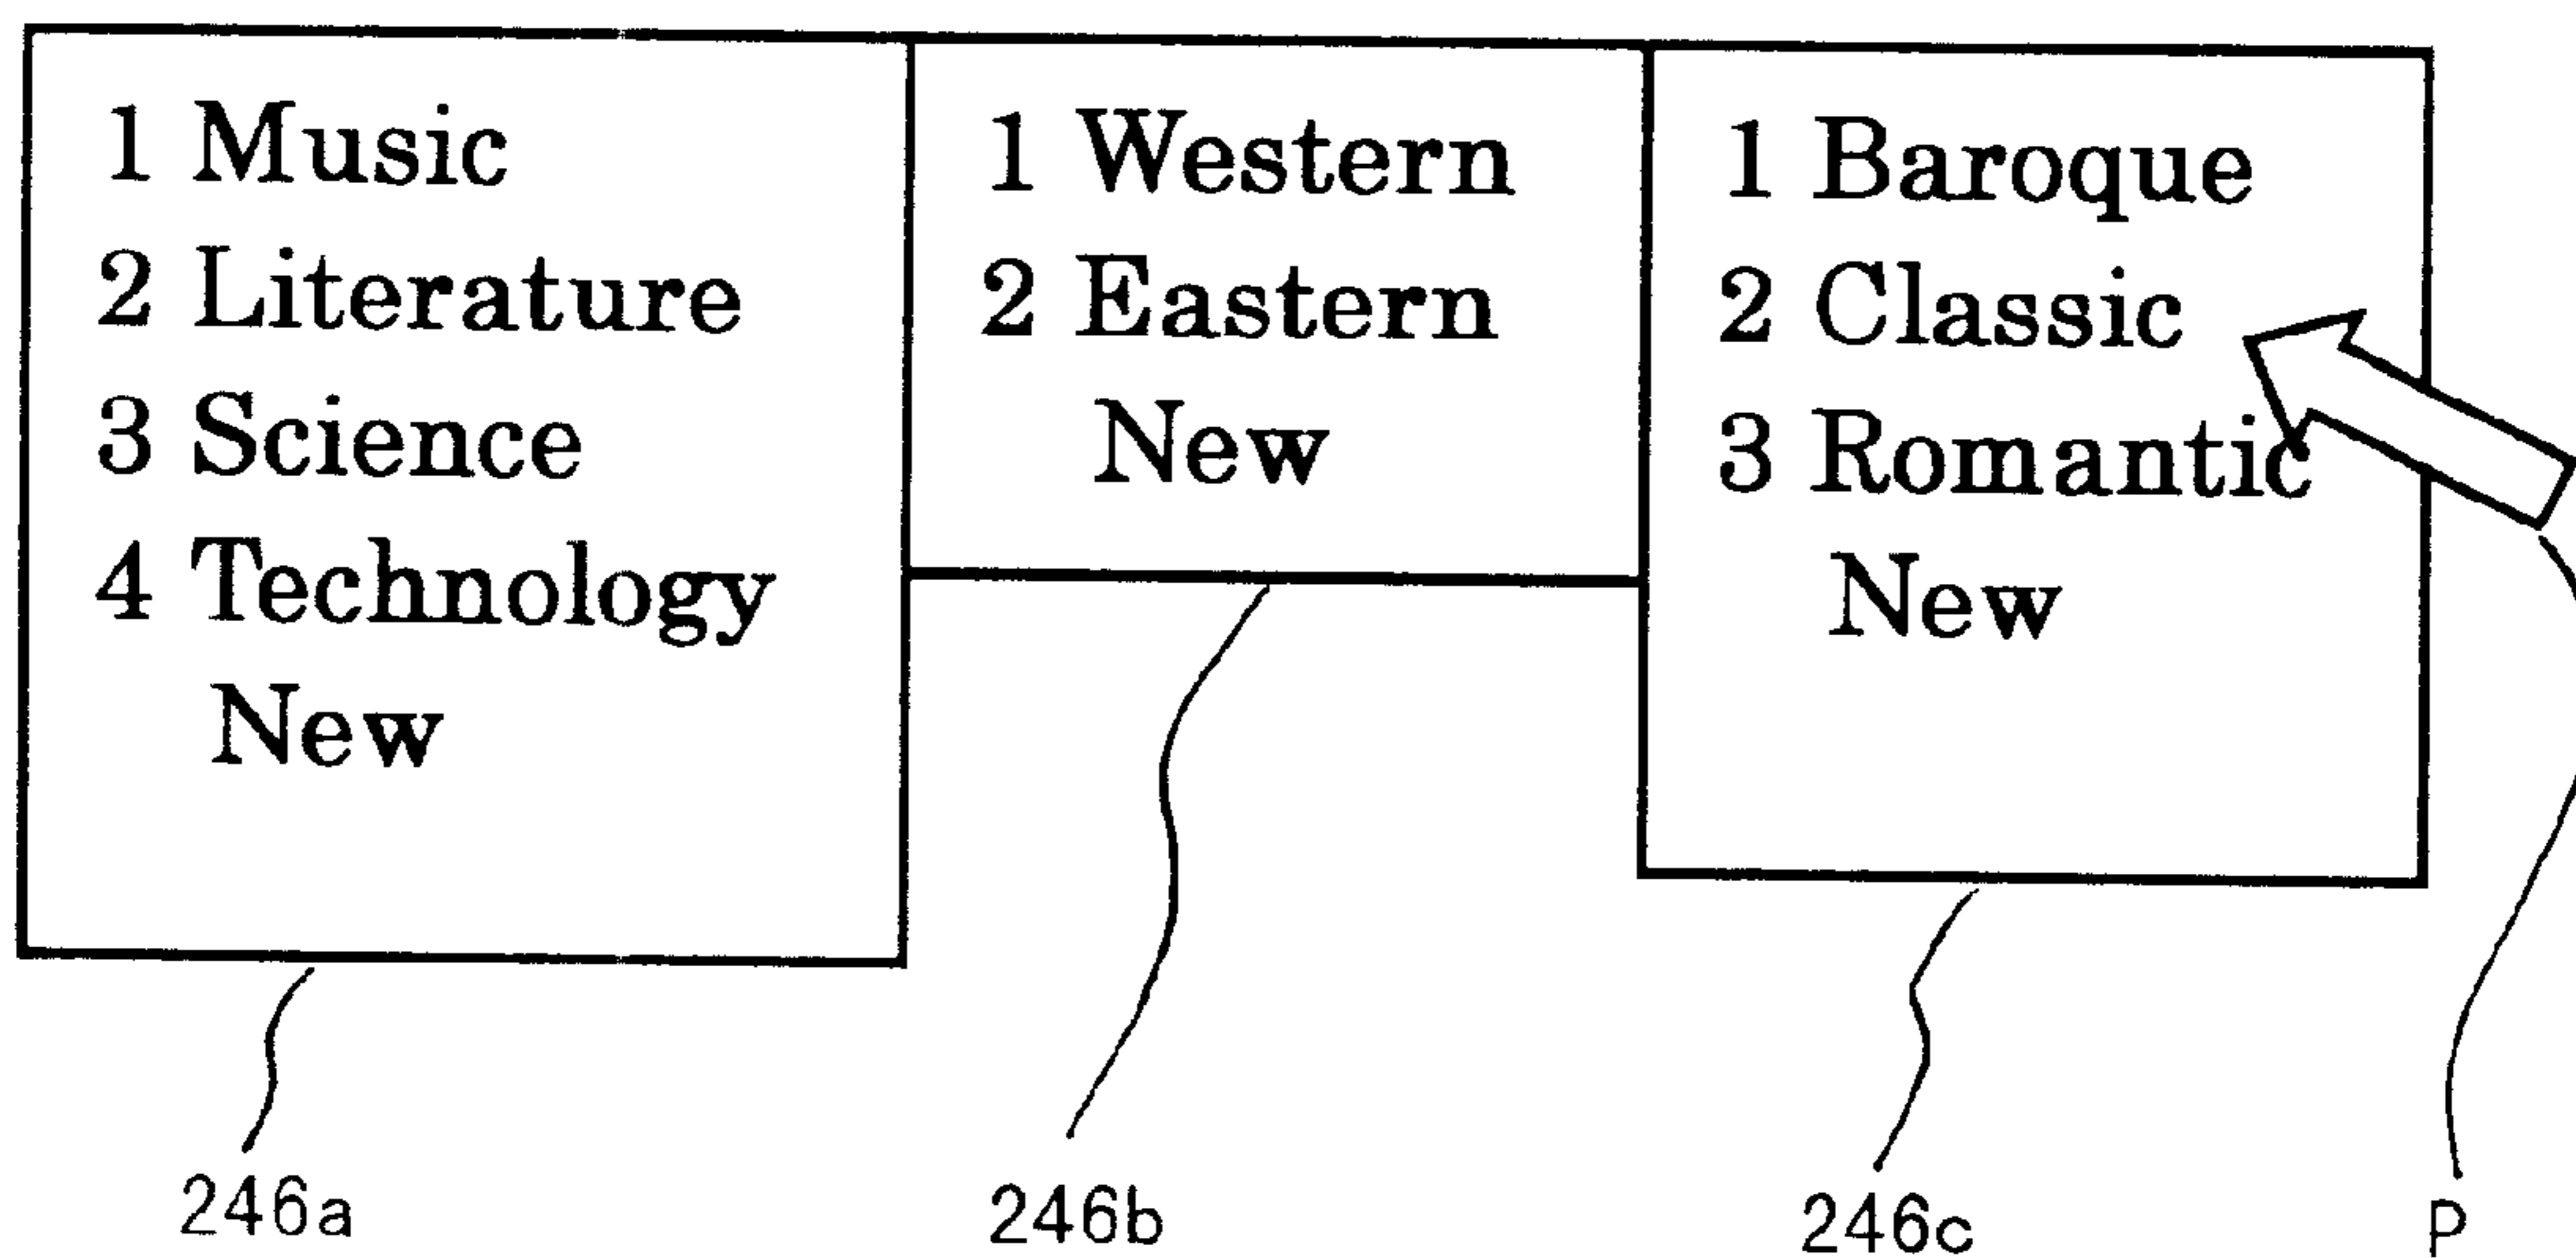 1 Music
2 Literature
3 Science
4 Technology
New
1 Western
2 Eastern
New
1 Baroque
2 Classic
3 Romantic
New
246a
246b
246c
P